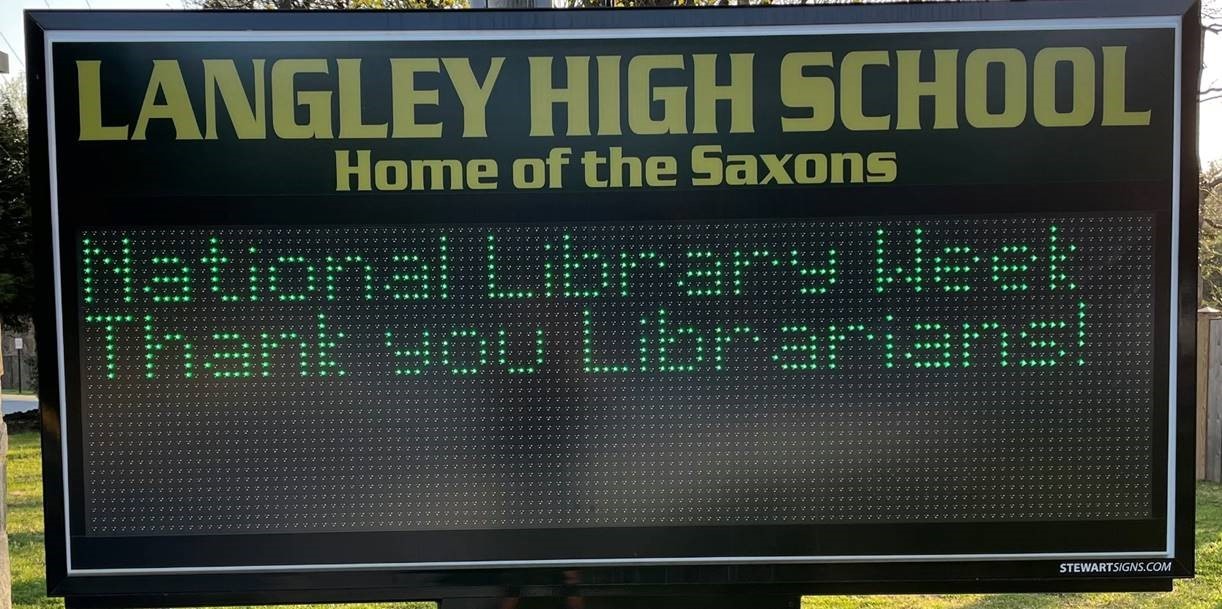 LANGLEY HIGH SCHOOL
Home of the Saxons
National Library Week
Thank you Librarians!
STEWARTSIGNS.COM